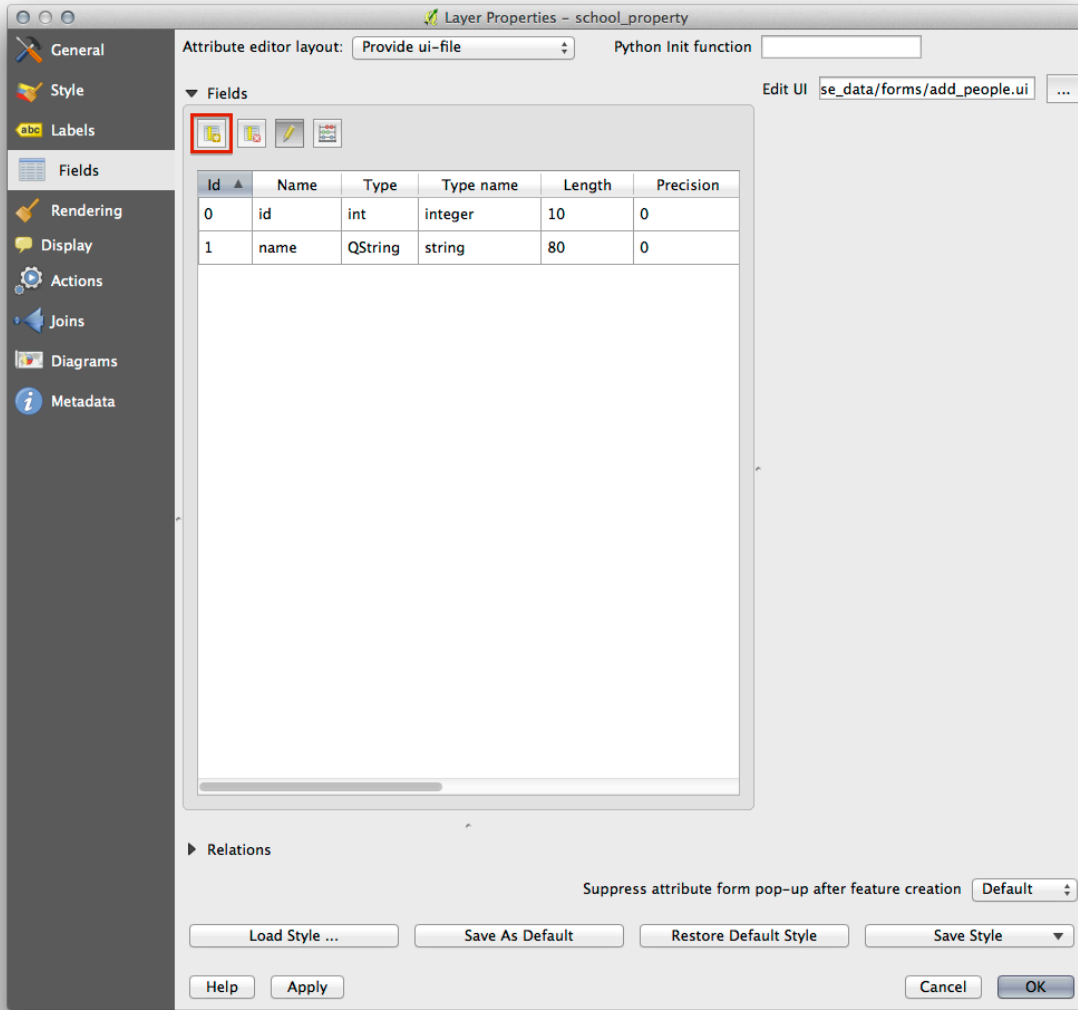 Layer Properties – school_property
General
Style
abc Labels
Fields
Rendering
Display
Actions
Joins
Diagrams
i Metadata
Attribute editor layout: Provide ui-file Python Init function
Fields
Edit UI se_data/forms/add_people.ui ...
Id Name Type Type name Length Precision
0 id int integer 10 0
1 name QString string 80 0
Relations
Suppress attribute form pop-up after feature creation Default
Load Style ... Save As Default Restore Default Style Save Style
Help Apply Cancel OK